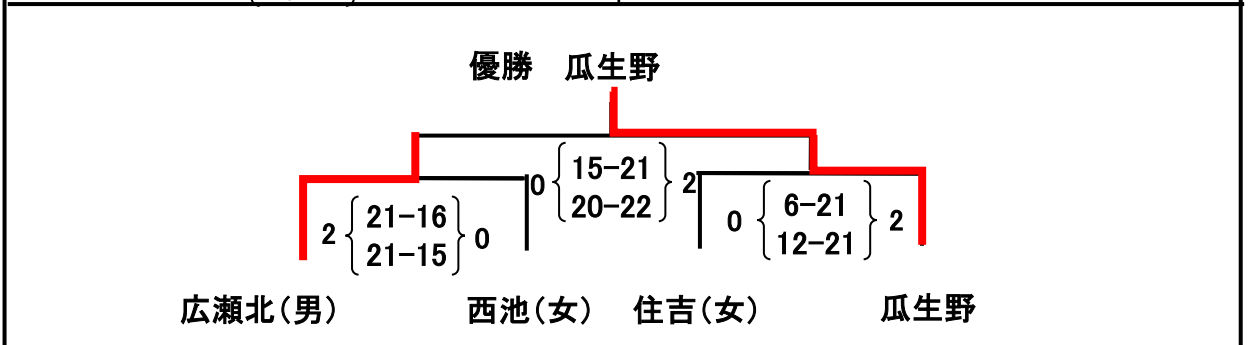 優勝　瓜生野
0 { 15-21 20-22 } 2
2 { 21-16 21-15 } 0
0 { 6-21 12-21 } 2
広瀬北(男)　西池(女)　住吉(女)　瓜生野